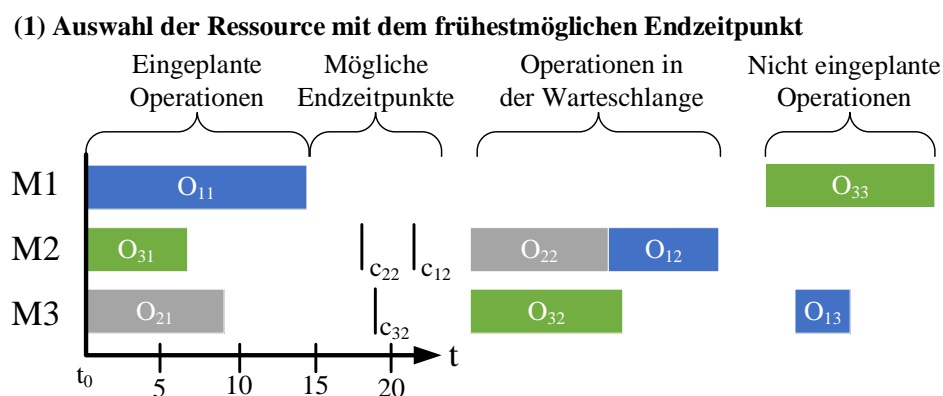 (1) Auswahl der Ressource mit dem frühestmöglichen Endzeitpunkt
Eingeplante
Operationen
Mögliche
Endzeitpunkte
Operationen in
der Warteschlange
Nicht eingeplante
Operationen
M1
O₁₁
O₃₃
M2
O₃₁
c₂₂
c₁₂
O₂₂
O₁₂
M3
O₂₁
c₃₂
O₃₂
O₁₃
t
t₀
5
10
15
20